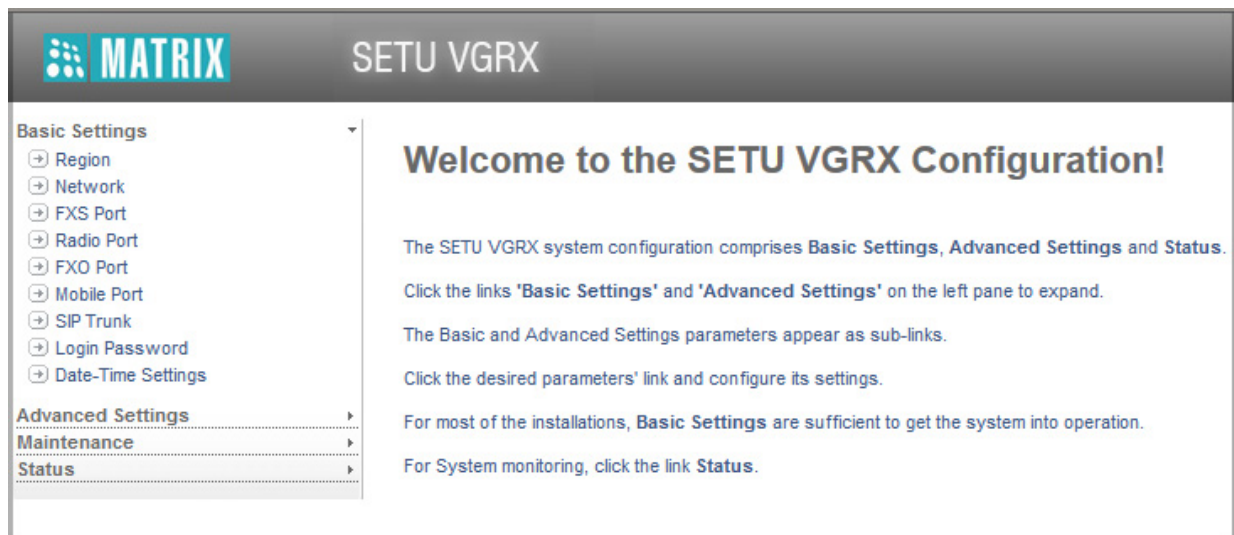 MATRIX
SETU VGRX
Basic Settings
Region
Network
FXS Port
Radio Port
FXO Port
Mobile Port
SIP Trunk
Login Password
Date-Time Settings
Advanced Settings
Maintenance
Status
Welcome to the SETU VGRX Configuration!
The SETU VGRX system configuration comprises Basic Settings, Advanced Settings and Status.
Click the links 'Basic Settings' and 'Advanced Settings' on the left pane to expand.
The Basic and Advanced Settings parameters appear as sub-links.
Click the desired parameters' link and configure its settings.
For most of the installations, Basic Settings are sufficient to get the system into operation.
For System monitoring, click the link Status.